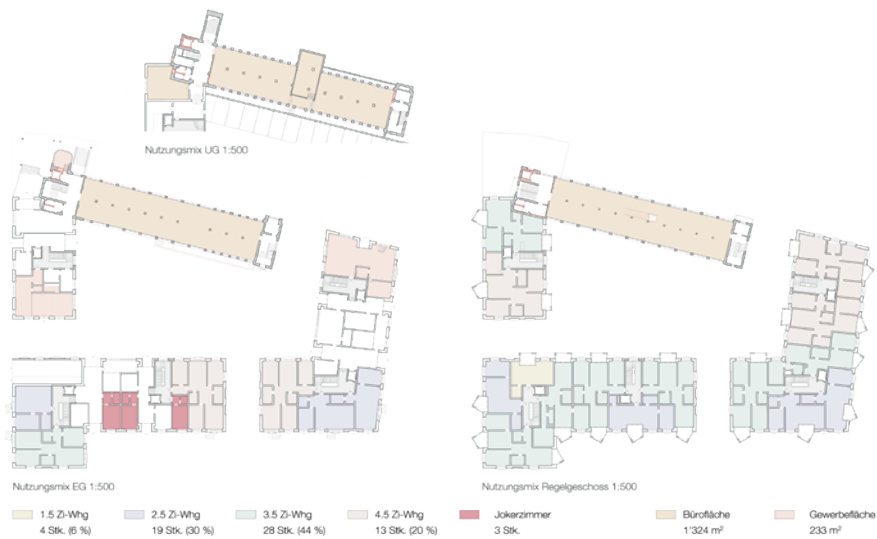 Nutzungsmix UG 1:500
Nutzungsmix EG 1:500
Nutzungsmix Regelgeschoss 1:500
1.5 Zi-Whg
4 Stk. (6 %)
2.5 Zi-Whg
19 Stk. (30 %)
3.5 Zi-Whg
28 Stk. (44 %)
4.5 Zi-Whg
13 Stk. (20 %)
Jokerzimmer
3 Stk.
Bürofläche
1'324 m²
Gewerbefläche
233 m²